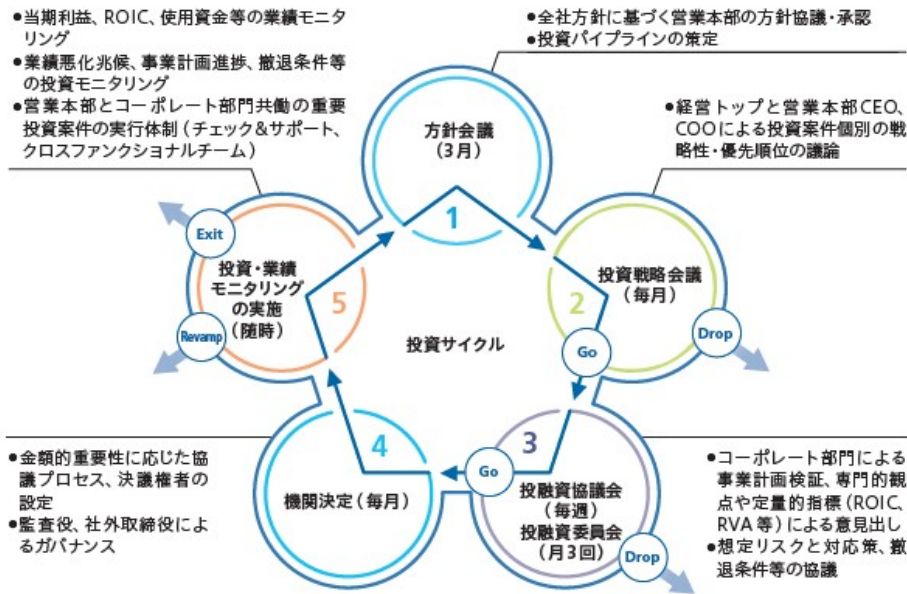 ●当期利益、ROIC、使用資金等の業績モニタ
リング
●業績悪化兆候、事業計画進捗、撤退条件等
の投資モニタリング
●営業本部とコーポレート部門共働の重要
投資案件の実行体制（チェック&サポート、
クロスファンクショナルチーム）
●全社方針に基づく営業本部の方針協議・承認
●投資パイプラインの策定
●経営トップと営業本部CEO、
COOによる投資案件個別の戦
略性・優先順位の議論
方針会議
（3月）
1
投資戦略会議
（毎月）
2
Go
Drop
Exit
投資・業績
モニタリング
の実施
（随時）
5
Revamp
投資サイクル
3
Go
投融資協議会
（毎週）
投融資委員会
（月3回）
Drop
4
機関決定（毎月）
●金額的重要性に応じた協
議プロセス、決議権者の
設定
●監査役、社外取締役によ
るガバナンス
●コーポレート部門による
事業計画検証、専門的観
点や定量的指標（ROIC、
RVA等）による意見出し
●想定リスクと対応策、撤
退条件等の協議